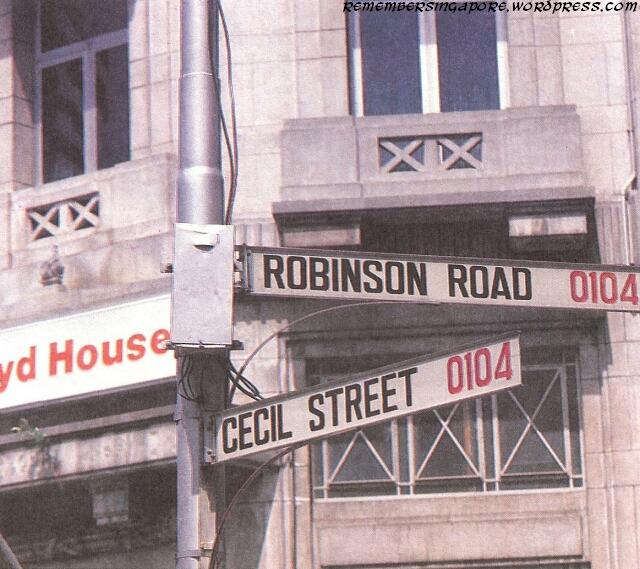 REMEMBERSINGAPORE.WORDPRESS.COM
ROBINSON ROAD 0104
yd House
CECIL STREET 0104